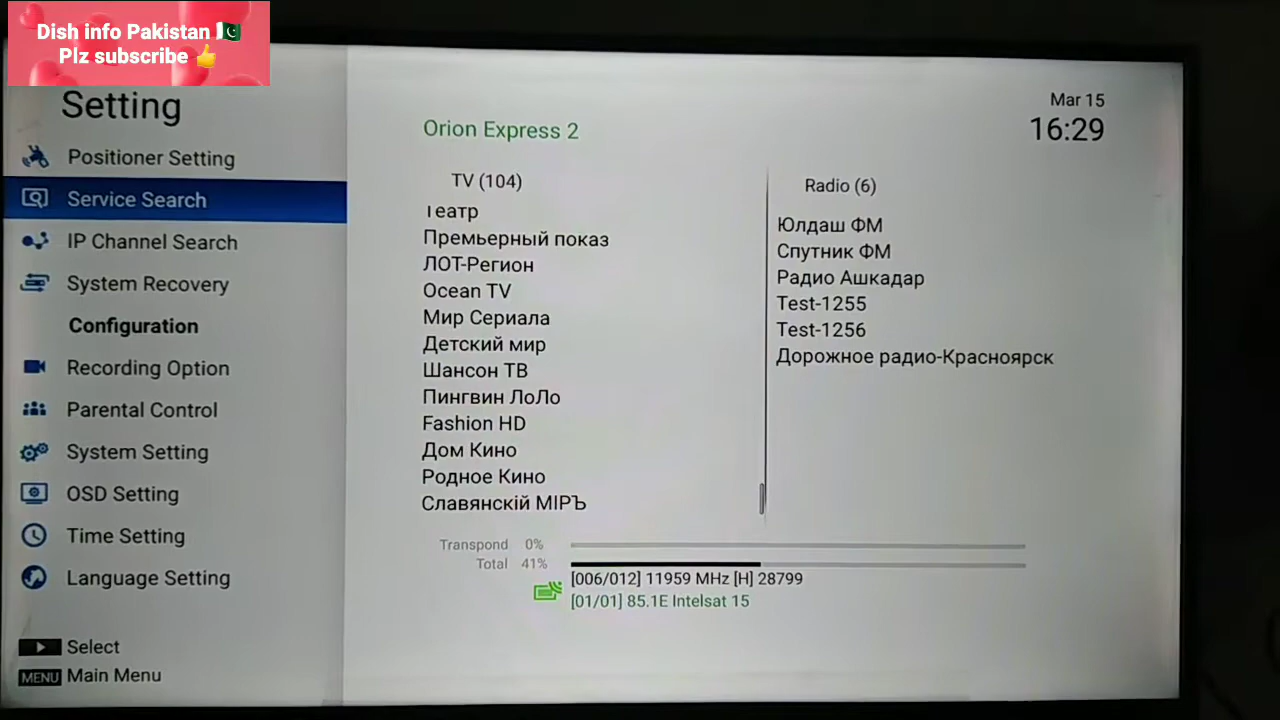 Dish info Pakistan 🇵🇰
Plz subscribe 👍
Setting
Positioner Setting
Service Search
IP Channel Search
System Recovery
Configuration
Recording Option
Parental Control
System Setting
OSD Setting
Time Setting
Language Setting
Select
MENU Main Menu
Mar 15
16:29
Orion Express 2
TV (104)
Театр
Премьерный показ
ЛОТ-Регион
Ocean TV
Мир Сериала
Детский мир
Шансон ТВ
Пингвин ЛоЛо
Fashion HD
Дом Кино
Родное Кино
Славянскiй МIРЪ
Radio (6)
Юлдаш ФМ
Спутник ФМ
Радио Ашкадар
Test-1255
Test-1256
Дорожное радио-Красноярск
Transpond 0%
Total 41%
[006/012] 11959 MHz [H] 28799
[01/01] 85.1E Intelsat 15